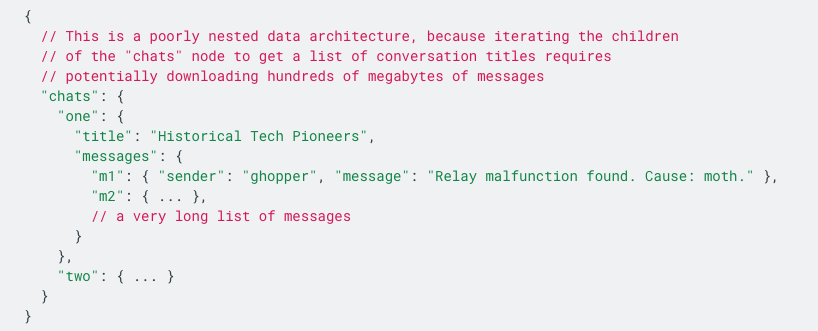 {
// This is a poorly nested data architecture, because iterating the children
// of the "chats" node to get a list of conversation titles requires
// potentially downloading hundreds of megabytes of messages
"chats": {
"one": {
"title": "Historical Tech Pioneers",
"messages": {
"m1": { "sender": "ghopper", "message": "Relay malfunction found. Cause: moth." },
"m2": { ... },
// a very long list of messages
}
},
"two": { ... }
}
}